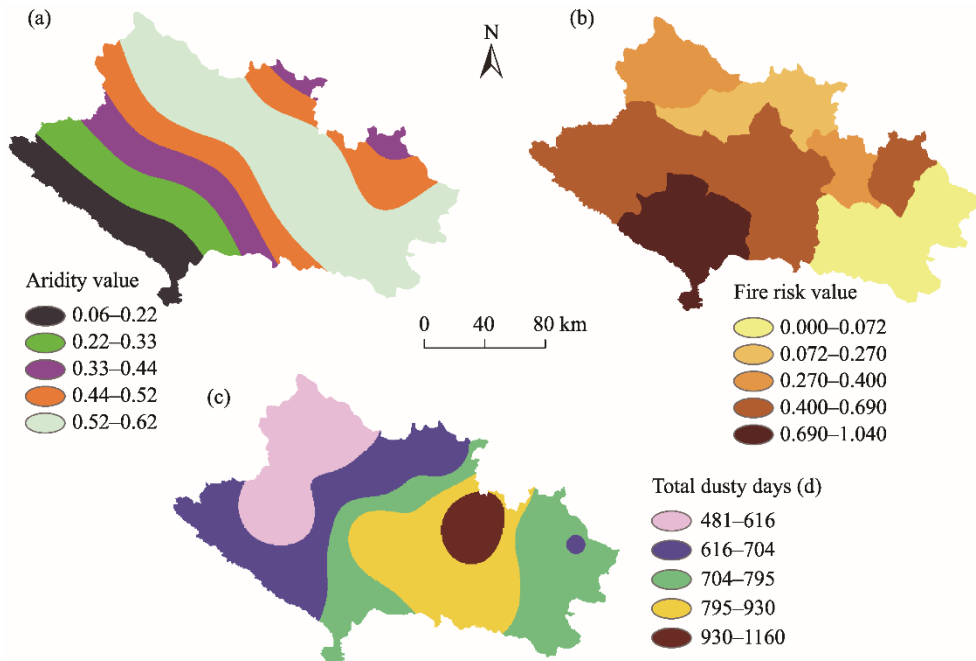 (a)
N
(b)
Aridity value
0.06–0.22
0.22–0.33
0.33–0.44
0.44–0.52
0.52–0.62
0 40 80 km
Fire risk value
0.000–0.072
0.072–0.270
0.270–0.400
0.400–0.690
0.690–1.040
(c)
Total dusty days (d)
481–616
616–704
704–795
795–930
930–1160